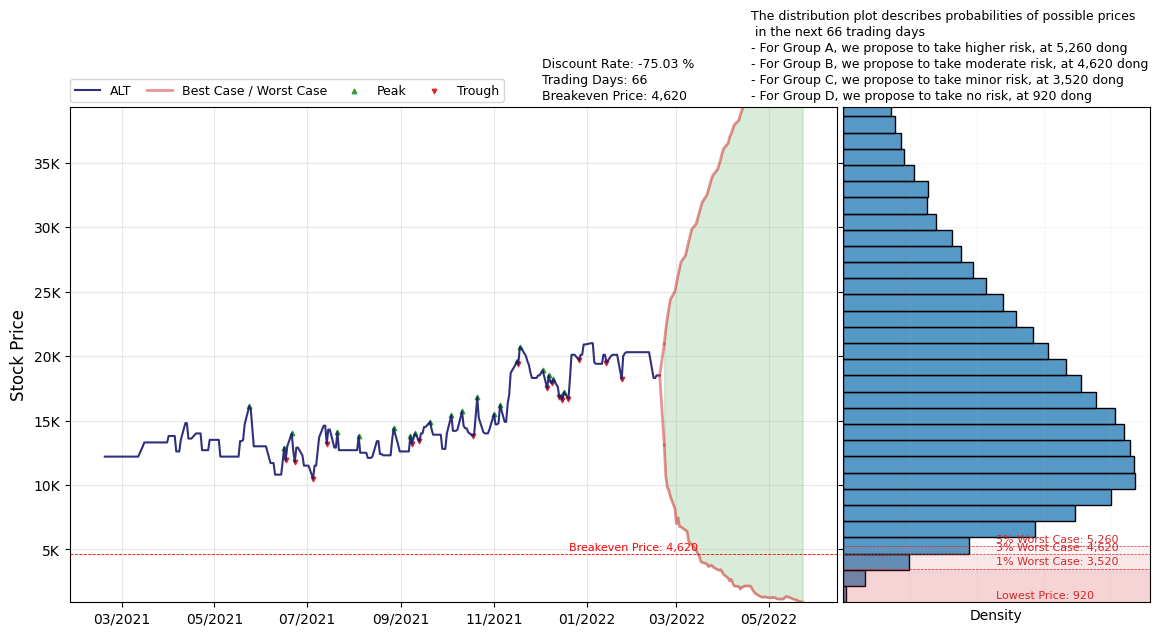 The distribution plot describes probabilities of possible prices
in the next 66 trading days
- For Group A, we propose to take higher risk, at 5,260 dong
- For Group B, we propose to take moderate risk, at 4,620 dong
- For Group C, we propose to take minor risk, at 3,520 dong
- For Group D, we propose to take no risk, at 920 dong
Discount Rate: -75.03 %
Trading Days: 66
Breakeven Price: 4,620
ALT
Best Case / Worst Case
Peak
Trough
Stock Price
35K
30K
25K
20K
15K
10K
5K
Breakeven Price: 4,620
03/2021
05/2021
07/2021
09/2021
11/2021
01/2022
03/2022
05/2022
5% Worst Case: 5,260
3% Worst Case: 4,620
1% Worst Case: 3,520
Lowest Price: 920
Density